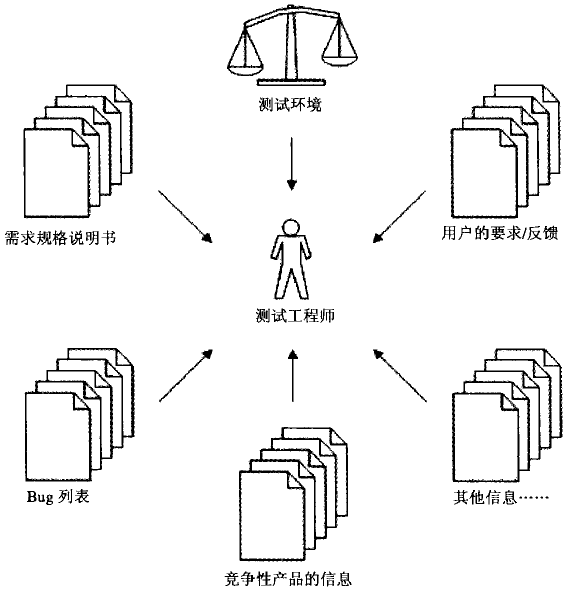 测试环境
需求规格说明书
用户的要求/反馈
测试工程师
Bug 列表
其他信息……
竞争性产品的信息